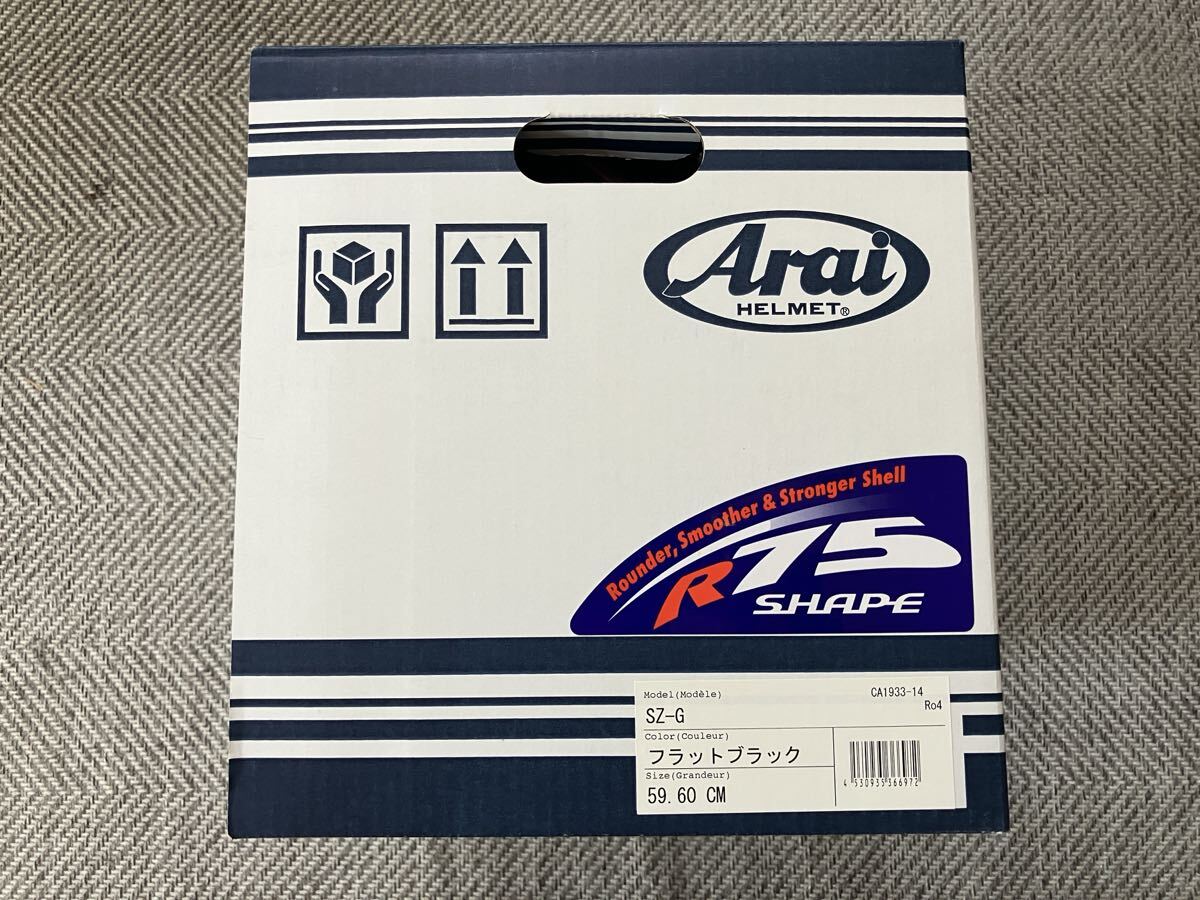 Arai
HELMET®
Rounder, Smoother & Stronger Shell
R75
SHAPE
Model(Modèle)
CA1933-14
SZ-G
Ro4
Color(Couleur)
フラットブラック
Size(Grandeur)
59. 60 CM
4 530935 366972